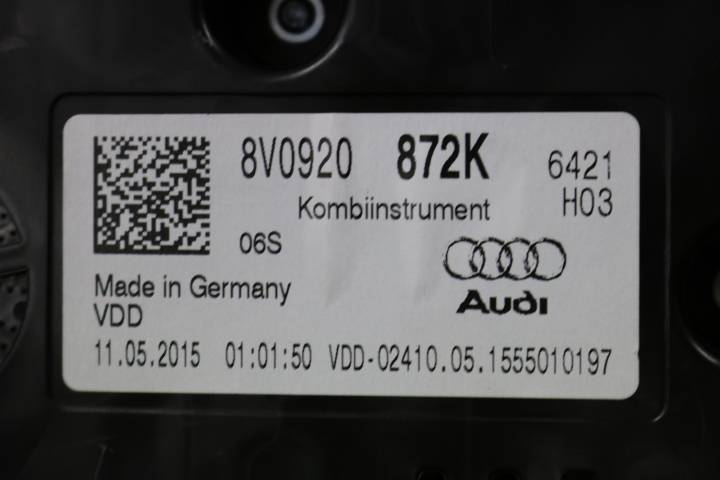 8V0920 872K 6421
Kombiinstrument H03
06S
Made in Germany
Audi
VDD
11.05.2015 01:01:50 VDD-02410.05.1555010197